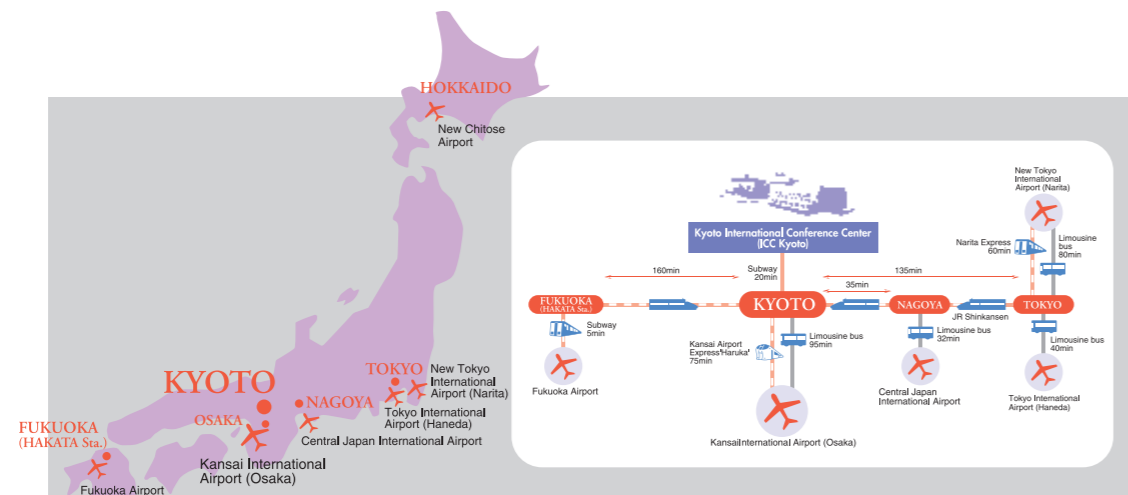 HOKKAIDO
New Chitose
Airport
TOKYO
New Tokyo
International
Airport (Narita)
Tokyo International
Airport (Haneda)
KYOTO
NAGOYA
Central Japan International Airport
OSAKA
Kansai International
Airport (Osaka)
FUKUOKA
(HAKATA Sta.)
Fukuoka Airport
Kyoto International Conference Center
(ICC Kyoto)
New Tokyo
International
Airport (Narita)
Narita Express
60min
Limousine
bus
80min
160min
Subway
20min
135min
35min
FUKUOKA
(HAKATA Sta.)
KYOTO
NAGOYA
TOKYO
JR Shinkansen
Subway
5min
Kansai Airport
Express"Haruka"
75min
Limousine bus
95min
Limousine bus
32min
Limousine bus
40min
Fukuoka Airport
KansaiInternational Airport (Osaka)
Central Japan
International Airport
Tokyo International
Airport (Haneda)